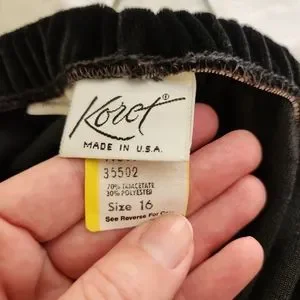 Koret
MADE IN U.S.A.
35502
70% TRIACETATE
30% POLYESTER
Size 16
See Reverse For Care